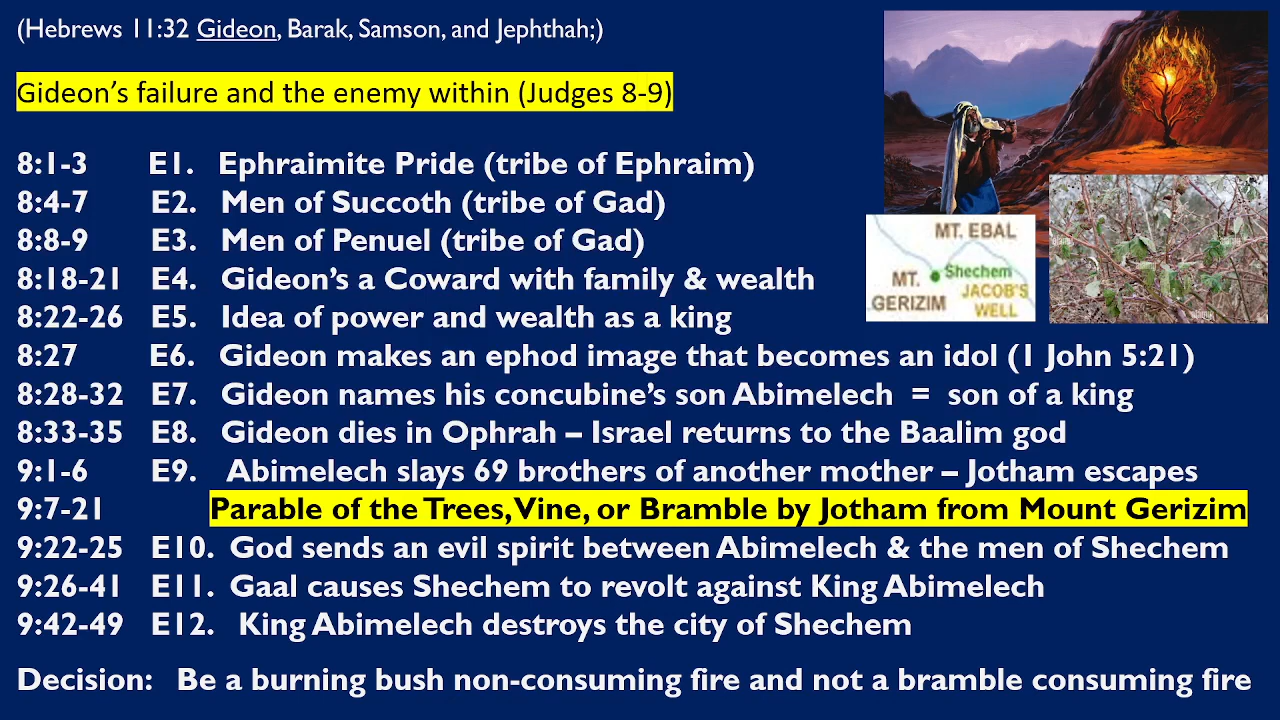 (Hebrews 11:32 Gideon, Barak, Samson, and Jephthah;)
Gideon's failure and the enemy within (Judges 8-9)
8:1-3 E1. Ephraimite Pride (tribe of Ephraim)
8:4-7 E2. Men of Succoth (tribe of Gad)
8:8-9 E3. Men of Penuel (tribe of Gad)
8:18-21 E4. Gideon's a Coward with family & wealth
8:22-26 E5. Idea of power and wealth as a king
8:27 E6. Gideon makes an ephod image that becomes an idol (1 John 5:21)
8:28-32 E7. Gideon names his concubine's son Abimelech = son of a king
8:33-35 E8. Gideon dies in Ophrah – Israel returns to the Baalim god
9:1-6 E9. Abimelech slays 69 brothers of another mother – Jotham escapes
9:7-21 Parable of the Trees, Vine, or Bramble by Jotham from Mount Gerizim
9:22-25 E10. God sends an evil spirit between Abimelech & the men of Shechem
9:26-41 E11. Gaal causes Shechem to revolt against King Abimelech
9:42-49 E12. King Abimelech destroys the city of Shechem
Decision: Be a burning bush non-consuming fire and not a bramble consuming fire
MT. EBAL
Shechem
MT. GERIZIM
JACOB'S
WELL